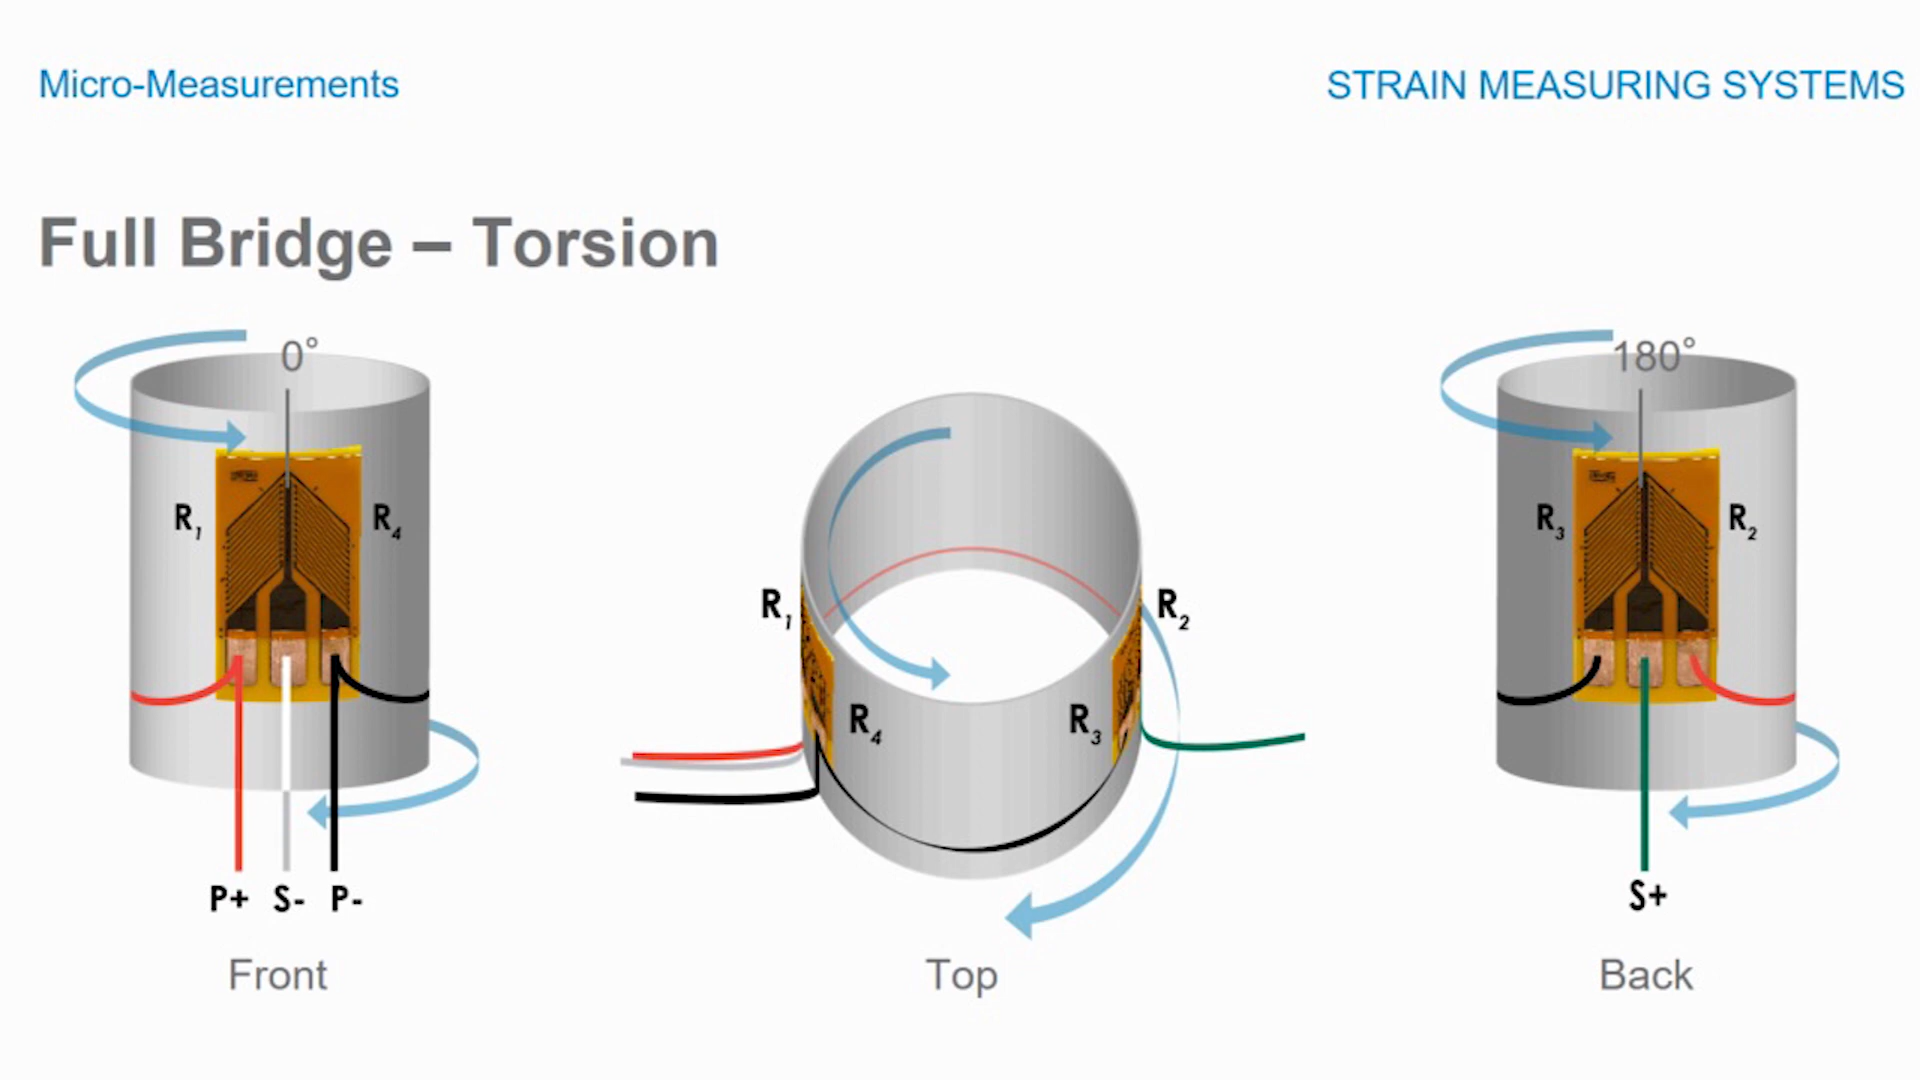 Micro-Measurements
STRAIN MEASURING SYSTEMS
Full Bridge – Torsion
0°
R1
R4
P+ S- P-
Front
R1
R2
R4
R3
Top
180°
R3
R2
S+
Back